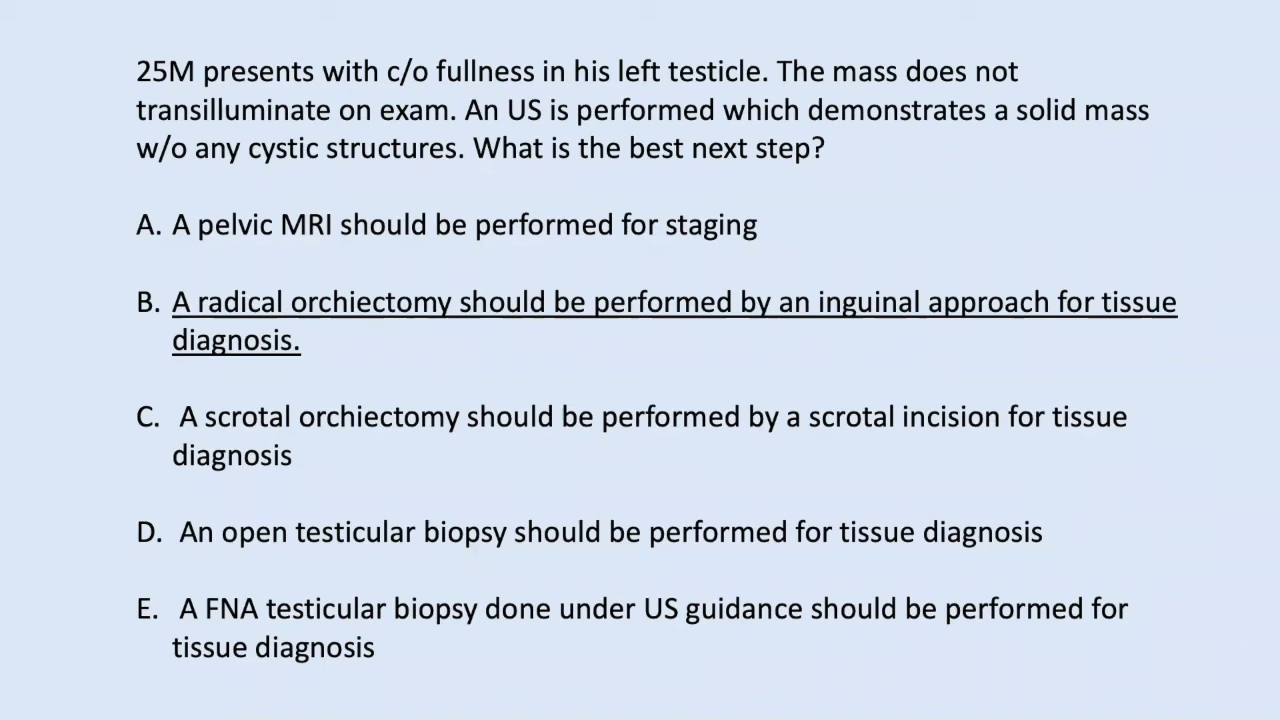 25M presents with c/o fullness in his left testicle. The mass does not
transilluminate on exam. An US is performed which demonstrates a solid mass
w/o any cystic structures. What is the best next step?
A. A pelvic MRI should be performed for staging
B. A radical orchiectomy should be performed by an inguinal approach for tissue
diagnosis.
C. A scrotal orchiectomy should be performed by a scrotal incision for tissue
diagnosis
D. An open testicular biopsy should be performed for tissue diagnosis
E. A FNA testicular biopsy done under US guidance should be performed for
tissue diagnosis